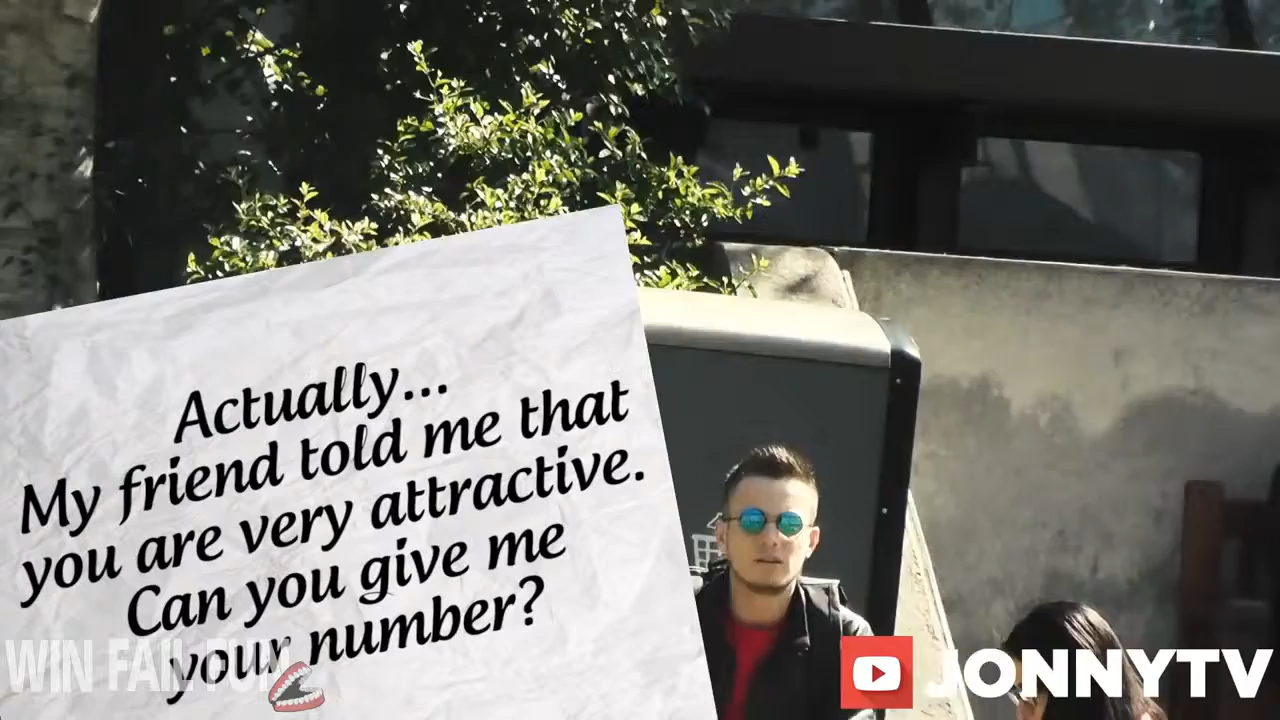 Actually...
My friend told me that
you are very attractive.
Can you give me
your number?
WIN FAIL FUN
JONNYTV